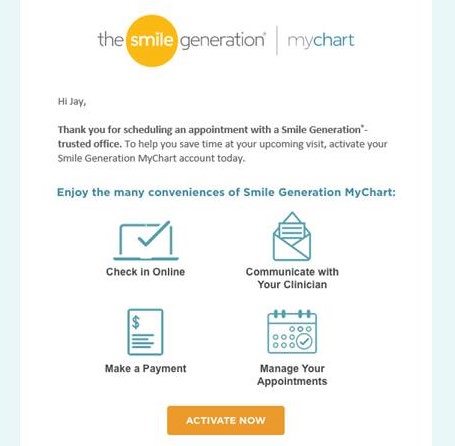 the smile generation® | mychart
Hi Jay,
Thank you for scheduling an appointment with a Smile Generation®-
trusted office. To help you save time at your upcoming visit, activate your
Smile Generation MyChart account today.
Enjoy the many conveniences of Smile Generation MyChart:
Check in Online
Communicate with
Your Clinician
$
Make a Payment
Manage Your
Appointments
ACTIVATE NOW